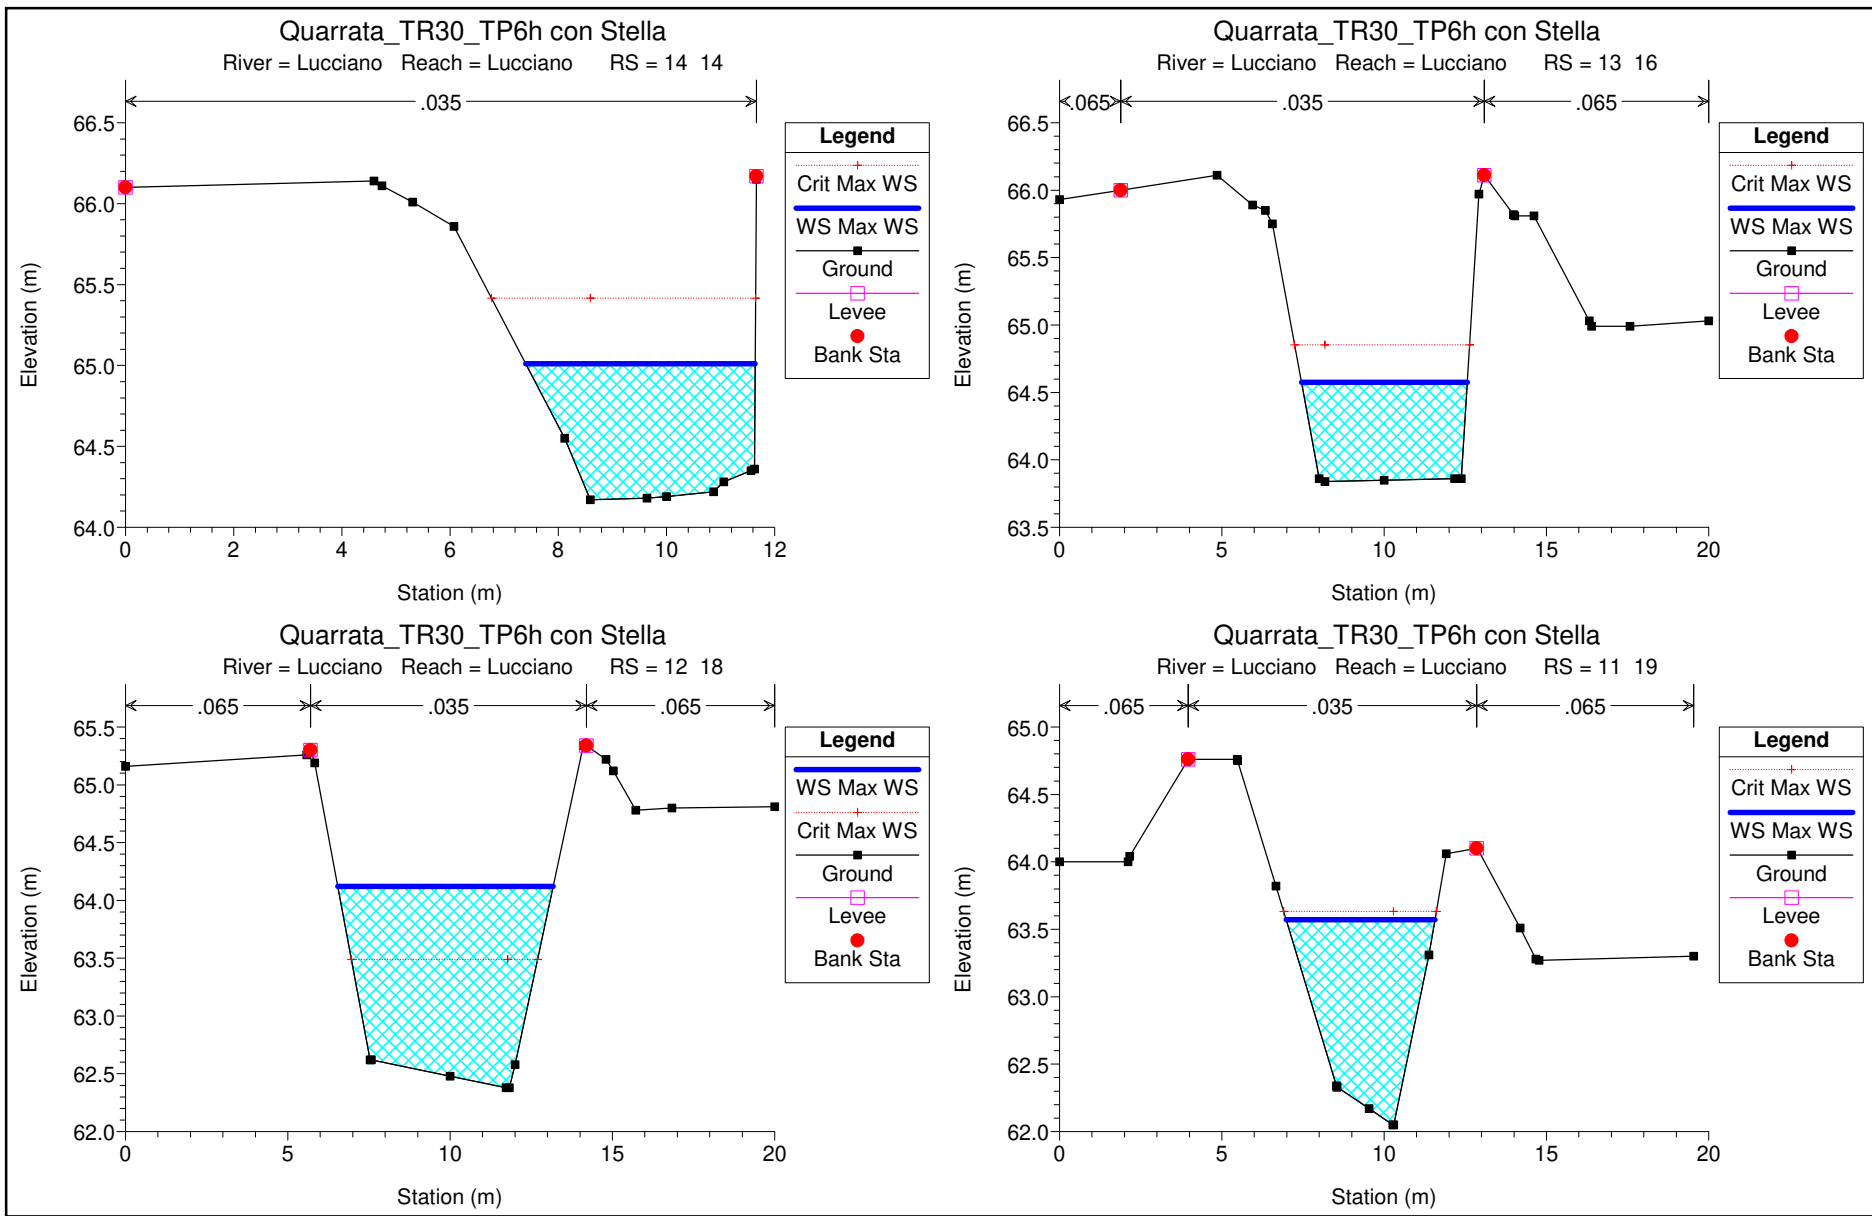 Quarrata_TR30_TP6h con Stella
River = Lucciano Reach = Lucciano RS = 14 14
.035
66.5
66.0
65.5
65.0
64.5
64.0
0 2 4 6 8 10 12
Station (m)
Elevation (m)
Legend
Crit Max WS
WS Max WS
Ground
Levee
Bank Sta
Quarrata_TR30_TP6h con Stella
River = Lucciano Reach = Lucciano RS = 13 16
.065 .035 .065
66.5
66.0
65.5
65.0
64.5
64.0
63.5
0 5 10 15 20
Station (m)
Elevation (m)
Legend
Crit Max WS
WS Max WS
Ground
Levee
Bank Sta
Quarrata_TR30_TP6h con Stella
River = Lucciano Reach = Lucciano RS = 12 18
.065 .035 .065
65.5
65.0
64.5
64.0
63.5
63.0
62.5
62.0
0 5 10 15 20
Station (m)
Elevation (m)
Legend
WS Max WS
Crit Max WS
Ground
Levee
Bank Sta
Quarrata_TR30_TP6h con Stella
River = Lucciano Reach = Lucciano RS = 11 19
.065 .035 .065
65.0
64.5
64.0
63.5
63.0
62.5
62.0
0 5 10 15 20
Station (m)
Elevation (m)
Legend
Crit Max WS
WS Max WS
Ground
Levee
Bank Sta